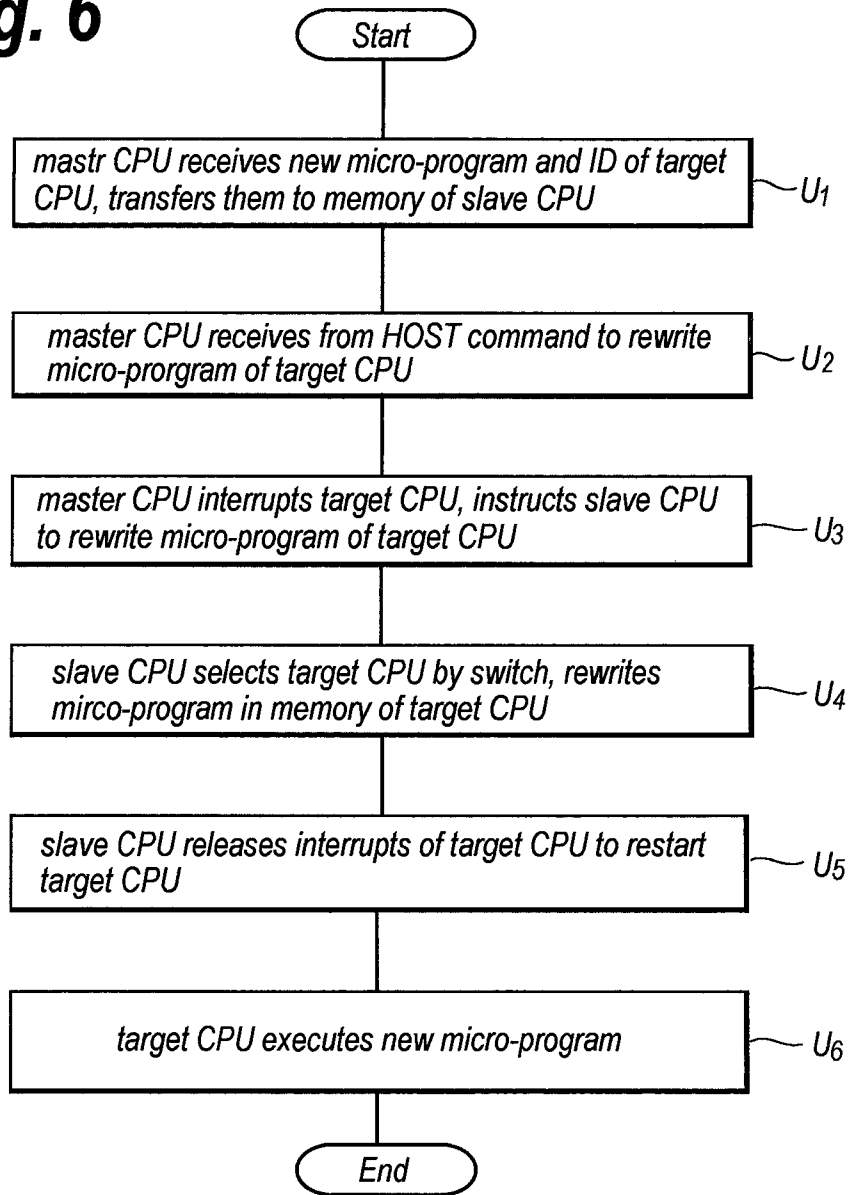 g. 6
Start
mastr CPU receives new micro-program and ID of target
CPU, transfers them to memory of slave CPU
U1
master CPU receives from HOST command to rewrite
micro-prorgram of target CPU
U2
master CPU interrupts target CPU, instructs slave CPU
to rewrite micro-program of target CPU
U3
slave CPU selects target CPU by switch, rewrites
mirco-program in memory of target CPU
U4
slave CPU releases interrupts of target CPU to restart
target CPU
U5
target CPU executes new micro-program
U6
End